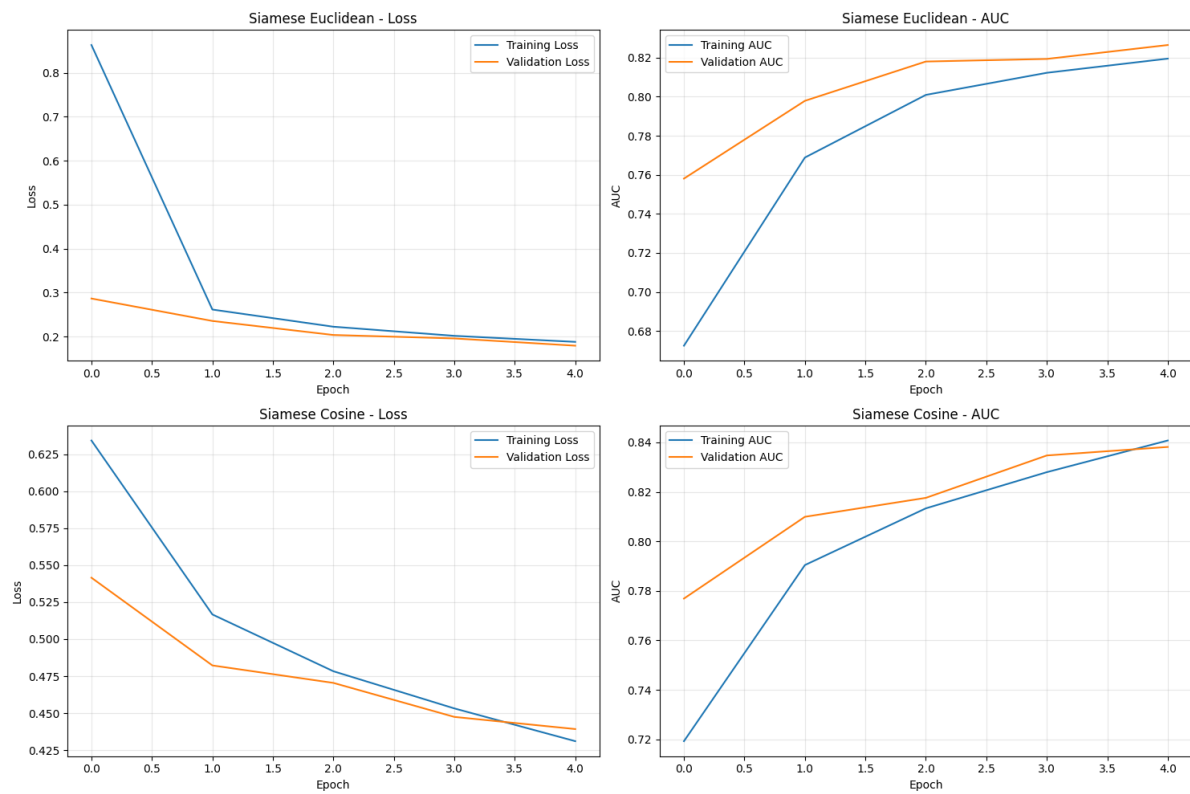 Siamese Euclidean - Loss
Training Loss
Validation Loss
Loss
0.8
0.7
0.6
0.5
0.4
0.3
0.2
0.0 0.5 1.0 1.5 2.0 2.5 3.0 3.5 4.0
Epoch
Siamese Euclidean - AUC
Training AUC
Validation AUC
AUC
0.82
0.80
0.78
0.76
0.74
0.72
0.70
0.68
0.0 0.5 1.0 1.5 2.0 2.5 3.0 3.5 4.0
Epoch
Siamese Cosine - Loss
Training Loss
Validation Loss
Loss
0.625
0.600
0.575
0.550
0.525
0.500
0.475
0.450
0.425
0.0 0.5 1.0 1.5 2.0 2.5 3.0 3.5 4.0
Epoch
Siamese Cosine - AUC
Training AUC
Validation AUC
AUC
0.84
0.82
0.80
0.78
0.76
0.74
0.72
0.0 0.5 1.0 1.5 2.0 2.5 3.0 3.5 4.0
Epoch